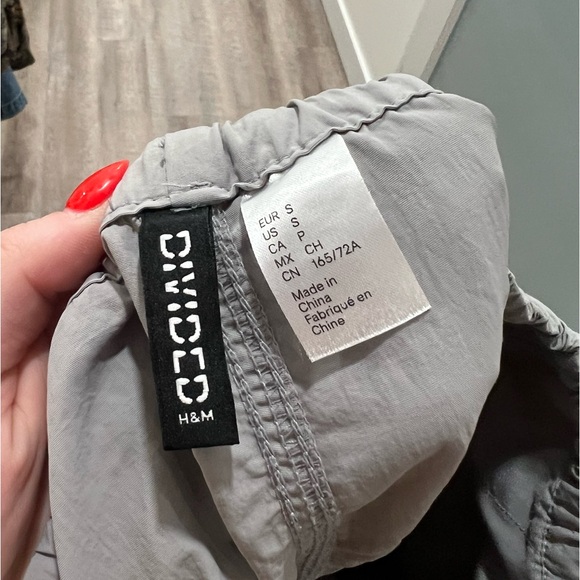 DIVIDED
H&M
EUR S
US S
CA P
MX CH
CN 165/72A
Made in
China
Fabriqué en
Chine